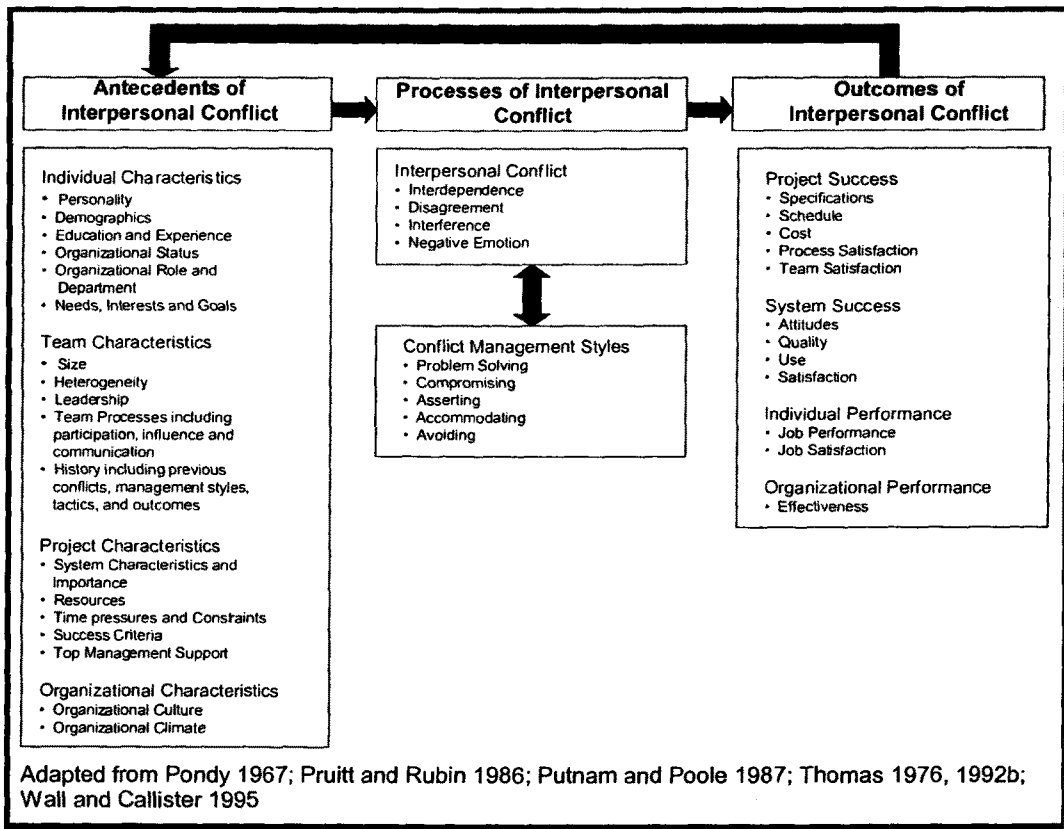 Antecedents of
Interpersonal Conflict
Processes of Interpersonal
Conflict
Outcomes of
Interpersonal Conflict
Individual Characteristics
• Personality
• Demographics
• Education and Experience
• Organizational Status
• Organizational Role and
Department
• Needs, Interests and Goals
Team Characteristics
• Size
• Heterogeneity
• Leadership
• Team Processes including
participation, influence and
communication
• History including previous
conflicts, management styles,
tactics, and outcomes
Project Characteristics
• System Characteristics and
Importance
• Resources
• Time pressures and Constraints
• Success Criteria
• Top Management Support
Organizational Characteristics
• Organizational Culture
• Organizational Climate
Interpersonal Conflict
• Interdependence
• Disagreement
• Interference
• Negative Emotion
Conflict Management Styles
• Problem Solving
• Compromising
• Asserting
• Accommodating
• Avoiding
Project Success
• Specifications
• Schedule
• Cost
• Process Satisfaction
• Team Satisfaction
System Success
• Attitudes
• Quality
• Use
• Satisfaction
Individual Performance
• Job Performance
• Job Satisfaction
Organizational Performance
• Effectiveness
Adapted from Pondy 1967; Pruitt and Rubin 1986; Putnam and Poole 1987; Thomas 1976, 1992b;
Wall and Callister 1995